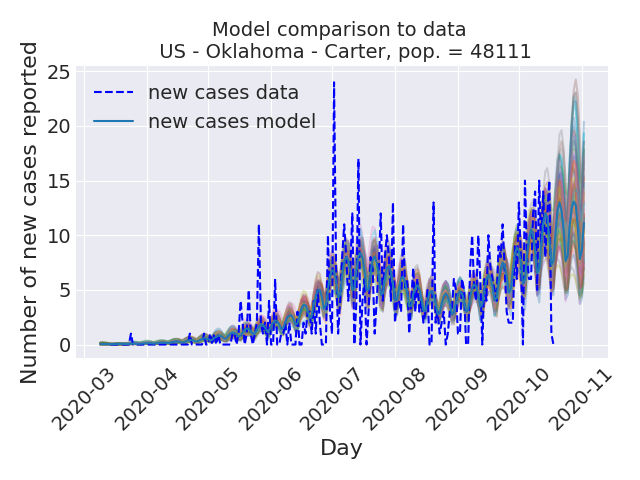 Model comparison to data
US - Oklahoma - Carter, pop. = 48111
Number of new cases reported
25
20
15
10
5
0
new cases data
new cases model
2020-03
2020-04
2020-05
2020-06
2020-07
2020-08
2020-09
2020-10
2020-11
Day